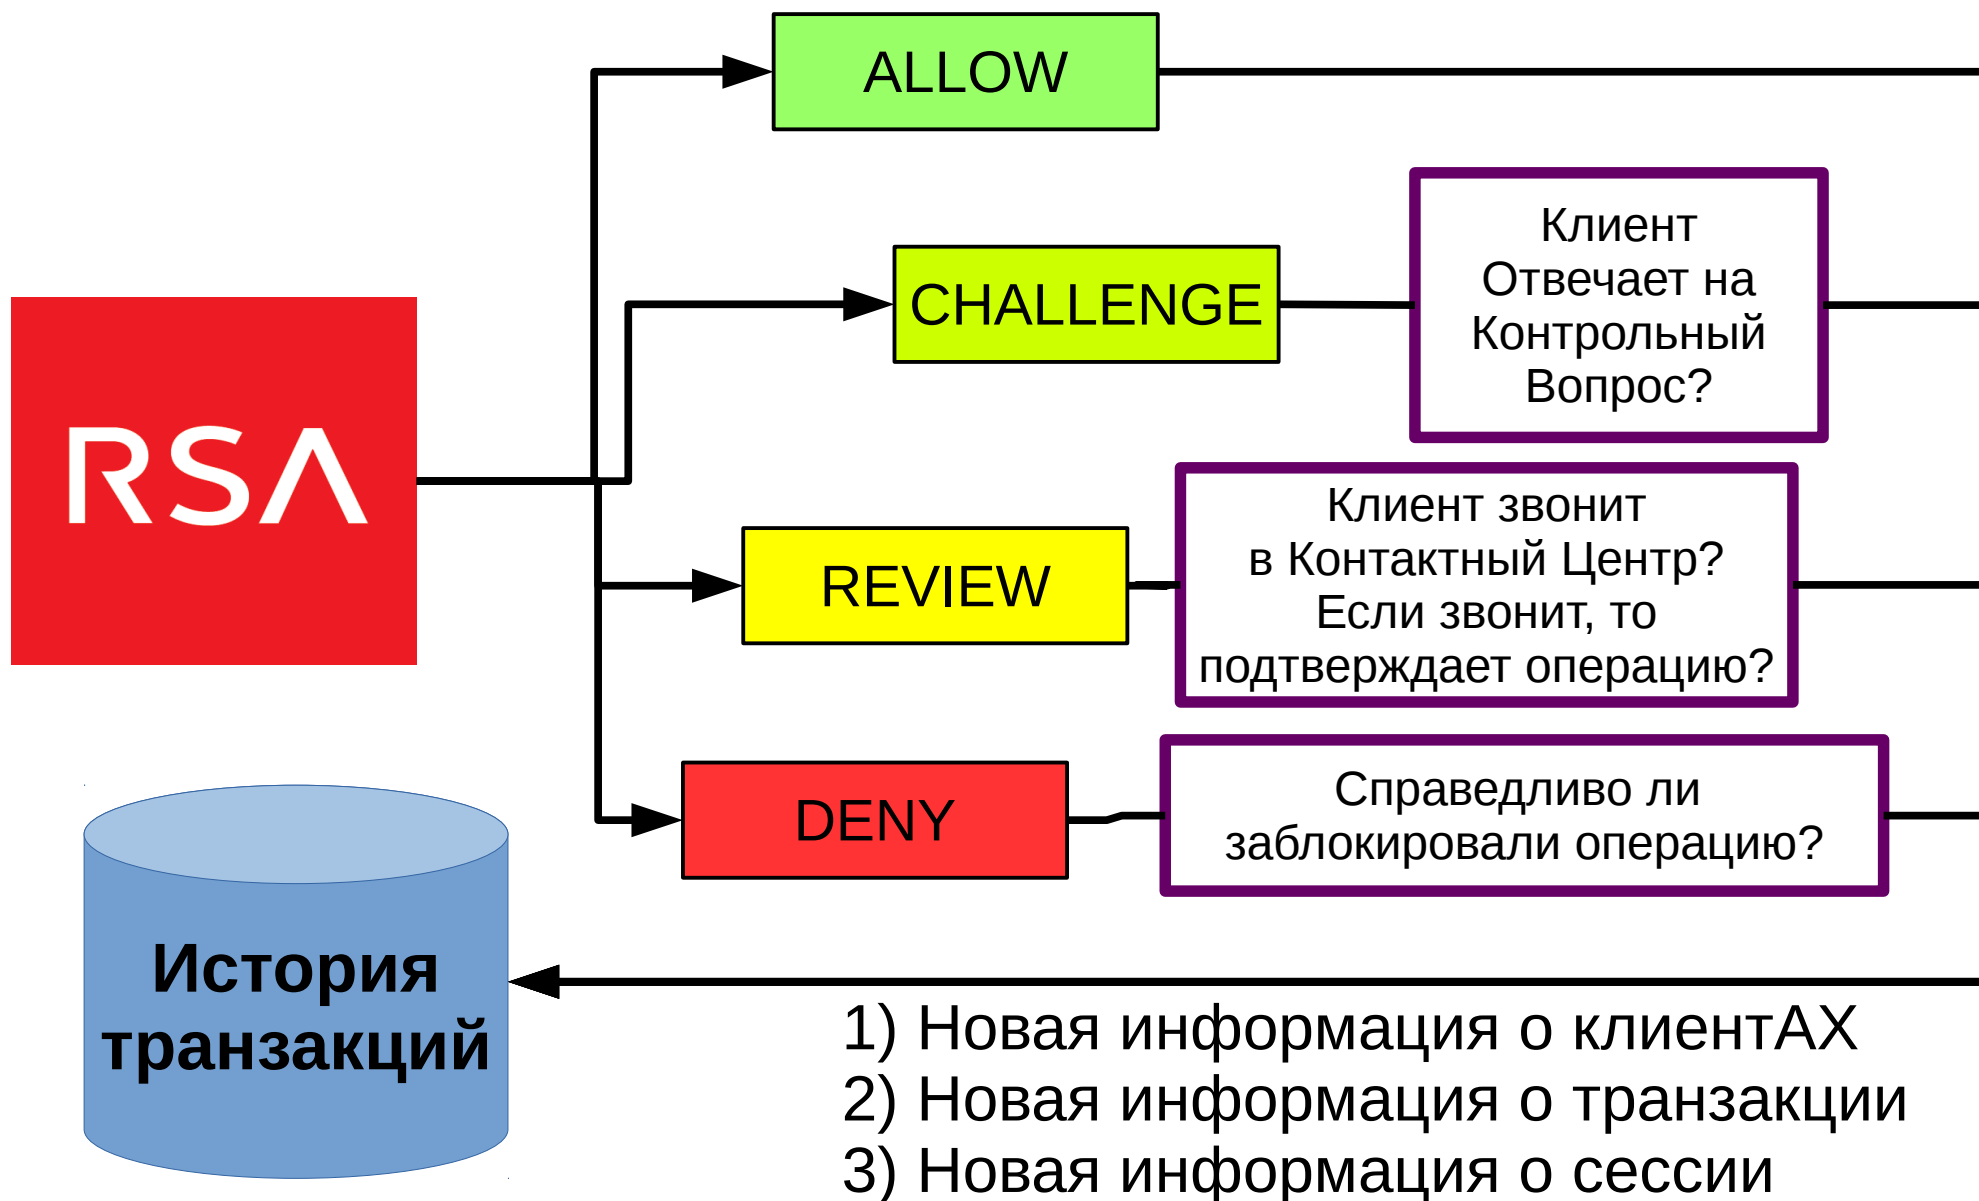 ALLOW
Клиент
Отвечает на
Контрольный
Вопрос?
CHALLENGE
RSA
Клиент звонит
в Контактный Центр?
Если звонит, то
подтверждает операцию?
REVIEW
Справедливо ли
заблокировали операцию?
DENY
История
транзакций
1) Новая информация о клиентАХ
2) Новая информация о транзакции
3) Новая информация о сессии